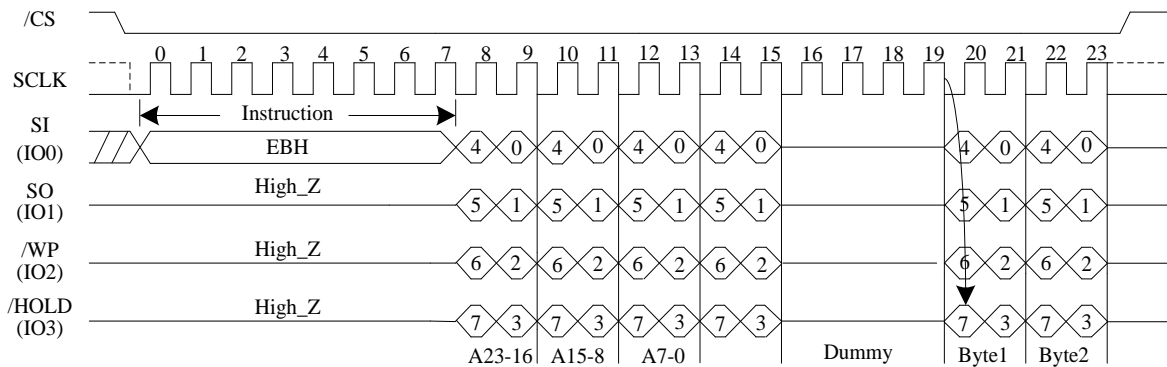 /CS
0 1 2 3 4 5 6 7 8 9 10 11 12 13 14 15 16 17 18 19 20 21 22 23
SCLK
Instruction
SI
(IO0)
EBH
4 0 4 0 4 0 4 0 4 0 4 0
SO
(IO1)
High_Z
5 1 5 1 5 1 5 1 5 1 5 1
/WP
(IO2)
High_Z
6 2 6 2 6 2 6 2 6 2 6 2
/HOLD
(IO3)
High_Z
7 3 7 3 7 3 7 3 7 3 7 3
A23-16 A15-8 A7-0 Dummy Byte1 Byte2